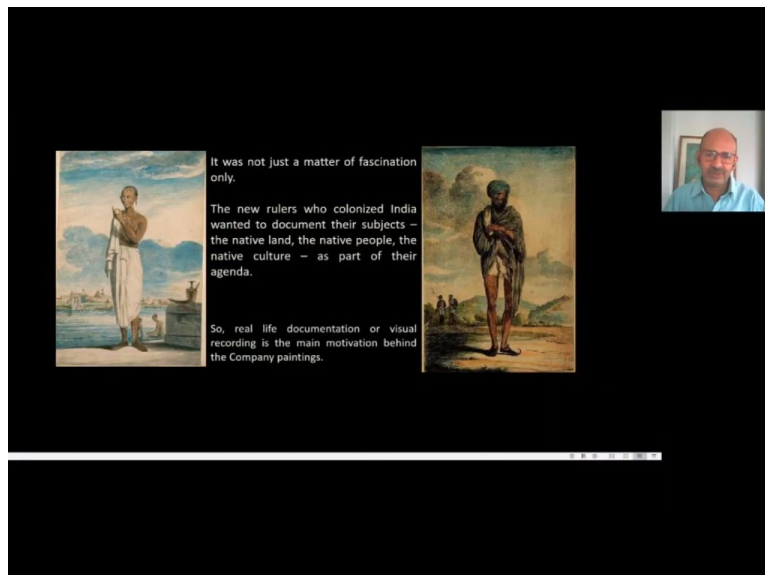 It was not just a matter of fascination
only.
The new rulers who colonized India
wanted to document their subjects –
the native land, the native people, the
native culture – as part of their
agenda.
So, real life documentation or visual
recording is the main motivation behind
the Company paintings.